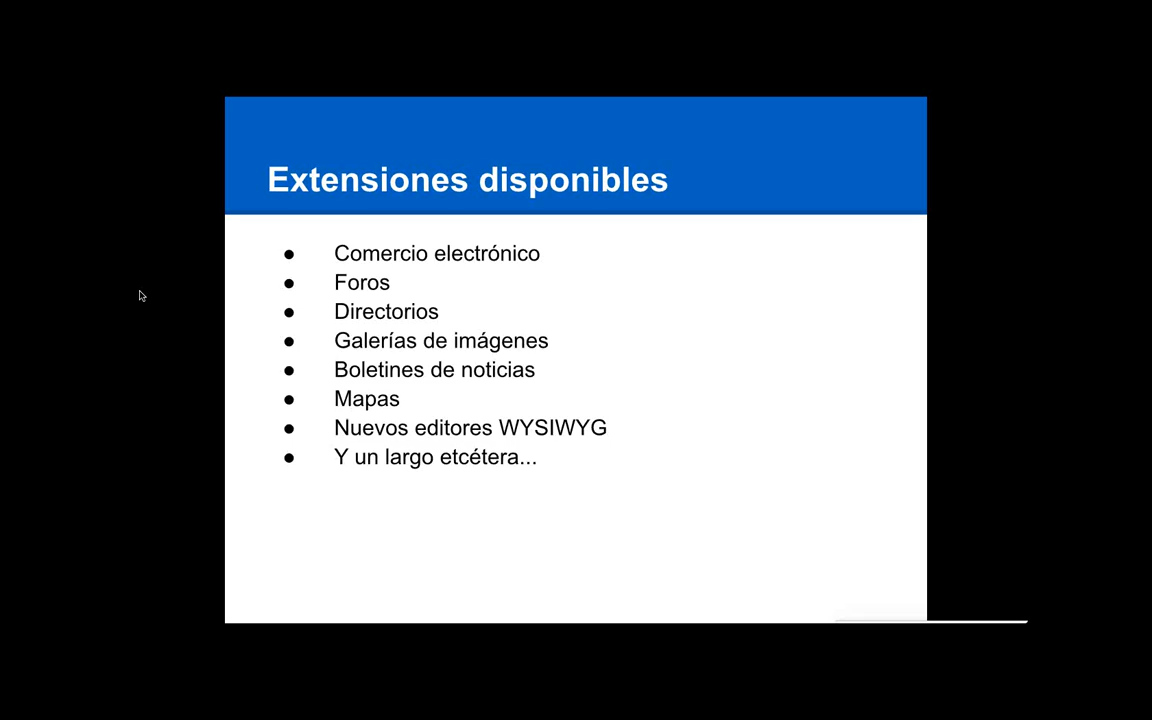 Extensiones disponibles
● Comercio electrónico
● Foros
● Directorios
● Galerías de imágenes
● Boletines de noticias
● Mapas
● Nuevos editores WYSIWYG
● Y un largo etcétera...